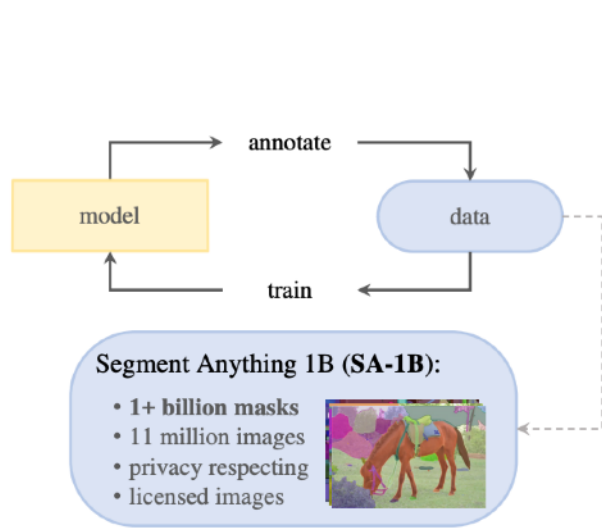 annotate
model
data
train
Segment Anything 1B (SA-1B):
• 1+ billion masks
• 11 million images
• privacy respecting
• licensed images